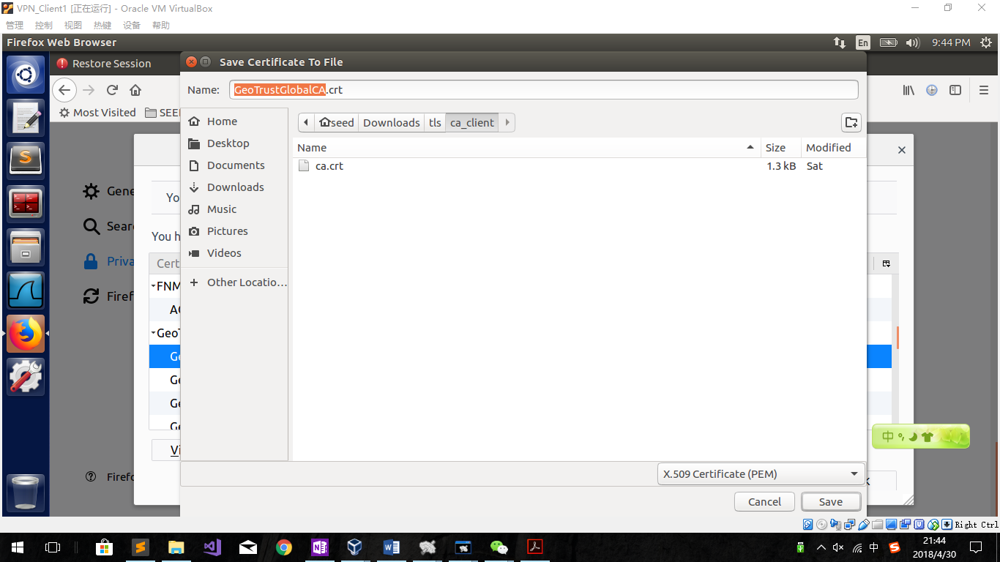 VPN_Client1 [正在运行] - Oracle VM VirtualBox
管理 控制 视图 热键 设备 帮助
Firefox Web Browser En 9:44 PM
Restore Session
Save Certificate To File
Name: GeoTrustGlobalCA.crt
Most Visited SEE
Home
Desktop
Documents
Downloads
Music
Pictures
Videos
Other Locatio...
seed Downloads tls ca_client
Name Size Modified
ca.crt 1.3 kB Sat
Gene
Sear
Priva
Firef
Yo
You h
Cert
FNM
AC
GeoT
Ge
Ge
Ge
Ge
Vi
Firefo
中
X.509 Certificate (PEM)
K
Cancel Save
Right Ctrl
中
21:44
2018/4/30